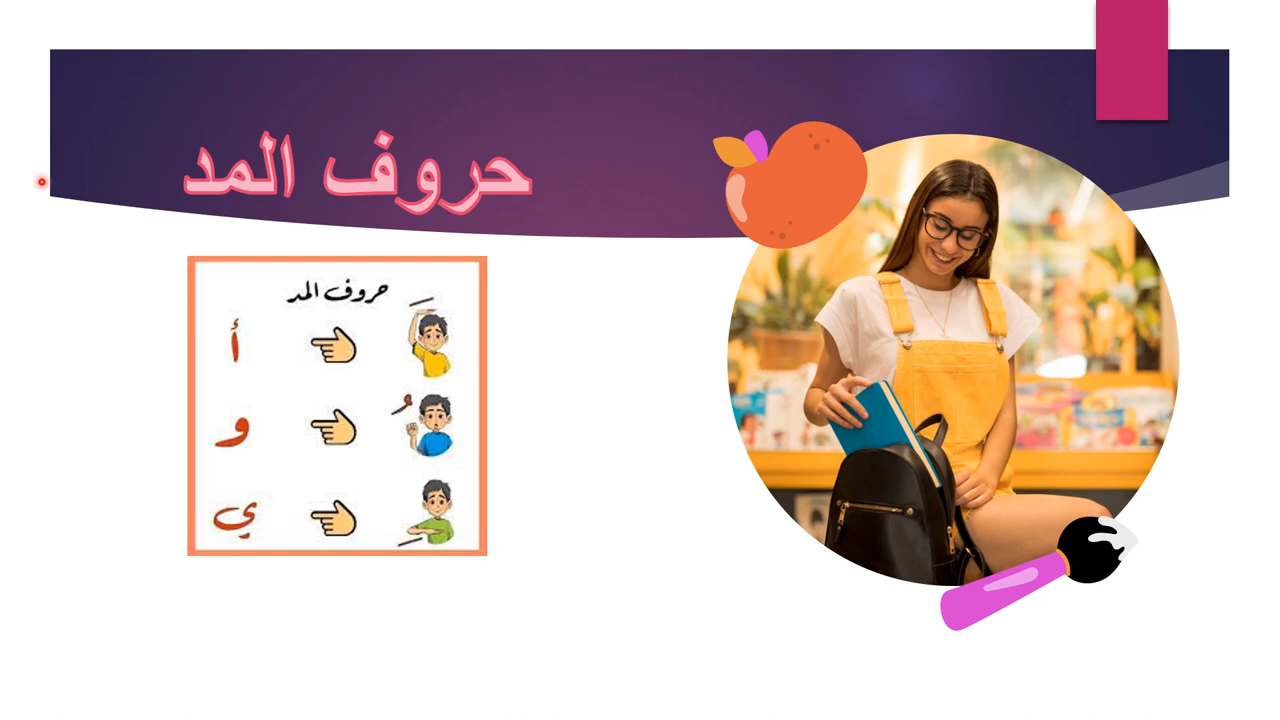 حروف المد
حروف المد
َ أ
ُ و
ِ ي